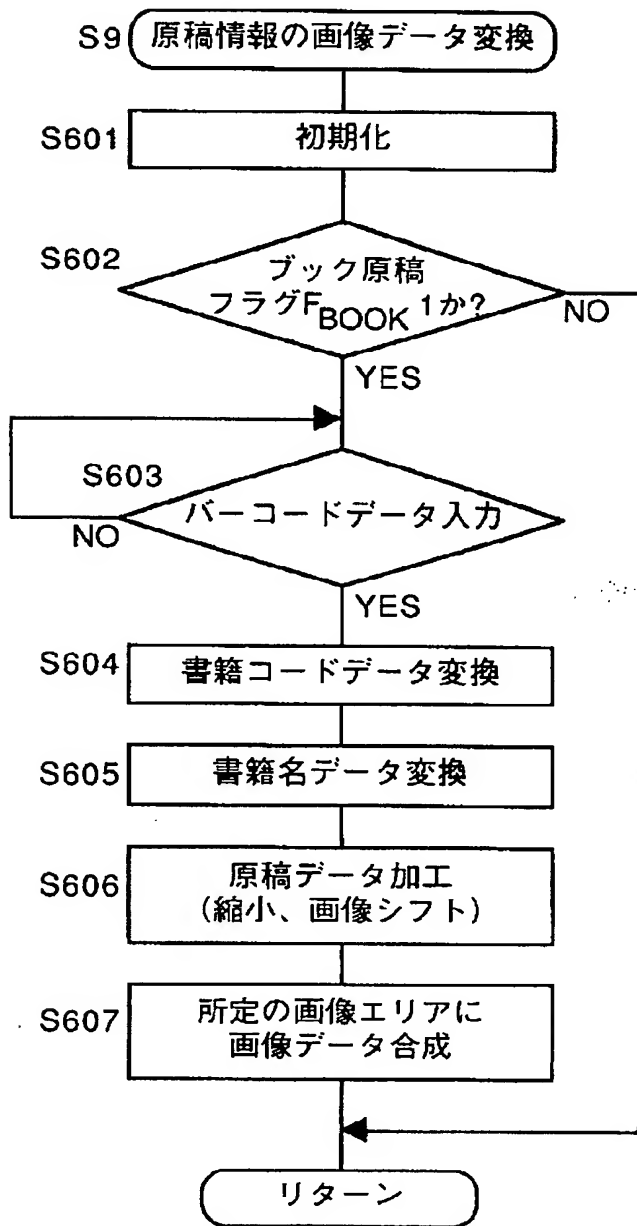 S9 原稿情報の画像データ変換
S601 初期化
S602
ブック原稿
フラグFBOOK 1か?
NO
YES
S603
バーコードデータ入力
NO
YES
S604 書籍コードデータ変換
S605 書籍名データ変換
S606 原稿データ加工
(縮小、画像シフト)
S607 所定の画像エリアに
画像データ合成
リターン